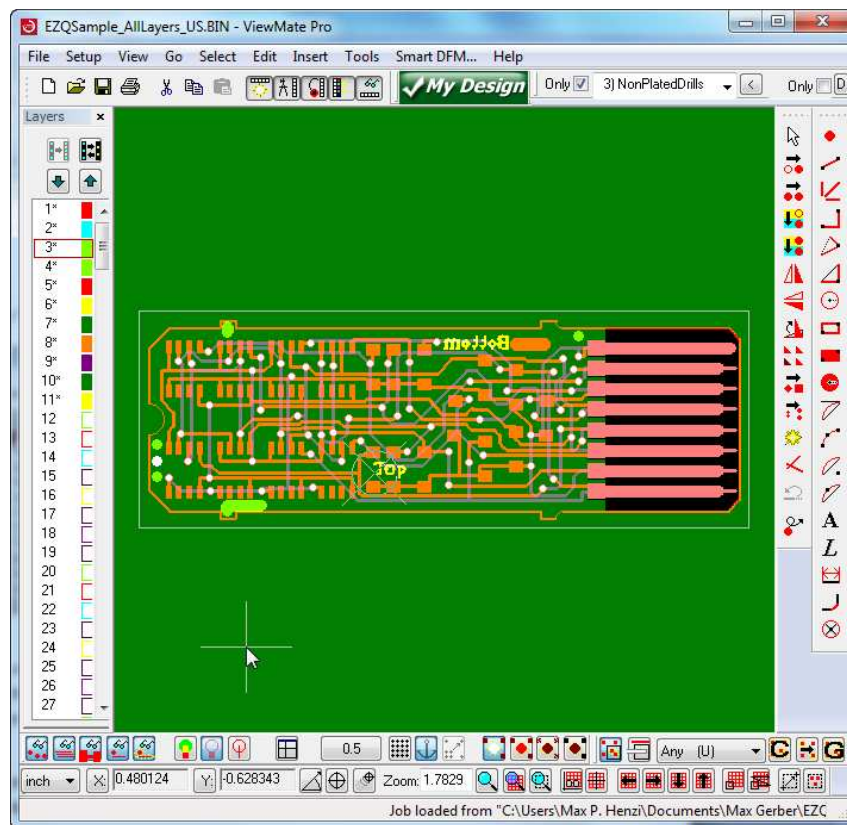 EZQSample_AllLayers_US.BIN - ViewMate Pro
File Setup View Go Select Edit Insert Tools Smart DFM... Help
My Design Only 3) NonPlatedDrills < Only D
Layers x
1*
2*
3*
4*
5*
6*
7*
8*
9*
10*
11*
12
13
14
15
16
17
18
19
20
21
22
23
24
25
26
27
Bottom
Top
A
L
0.5 Any (U) C G
inch X: 0.480124 Y: -0.628343 Zoom: 1.7829
Job loaded from "C:\Users\Max P. Henzi\Documents\Max Gerber\EZQ